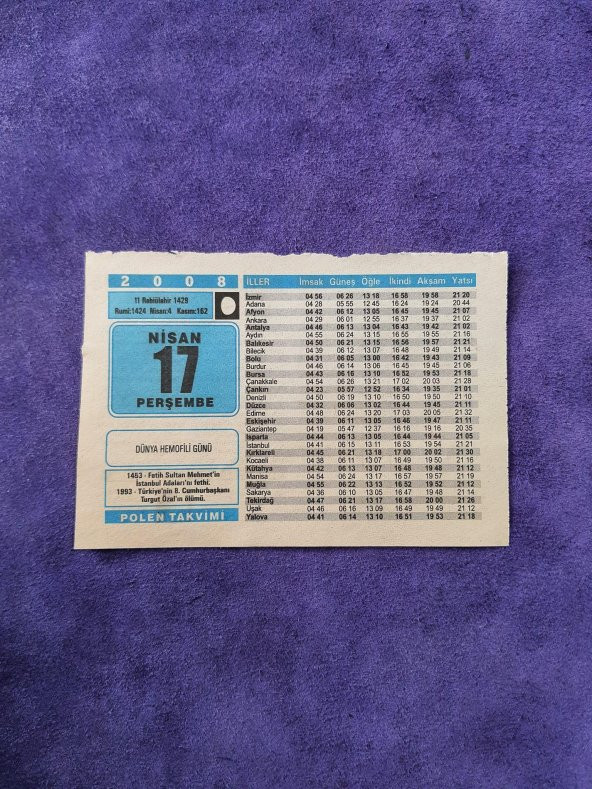 2 0 0 8
11 Rabiülahir 1429
Rumi:1424 Nisan:4 Kasım:162
NİSAN
17
PERŞEMBE
DÜNYA HEMOFİLİ GÜNÜ
1453 - Fetih Sultan Mehmet'in
İstanbul Adaları'nı fethi.
1993 - Türkiye'nin 8. Cumhurbaşkanı
Turgut Özal'ın ölümü.
POLEN TAKVİMİ
İLLER İmsak Güneş Öğle İkindi Akşam Yatsı
İzmir 04 56 06 26 13 18 16 58 19 56 21 20
Adana 04 28 05 55 12 45 16 24 19 24 20 44
Afyon 04 42 06 12 13 05 16 45 19 45 21 07
Ankara 04 29 06 01 12 55 16 37 19 37 21 02
Antalya 04 46 06 13 13 04 16 43 19 42 21 02
Aydın 04 55 06 24 13 15 16 55 19 55 21 16
Balıkesir 04 50 06 21 13 15 16 56 19 57 21 21
Bilecik 04 39 06 12 13 07 16 48 19 49 21 14
Bolu 04 31 06 05 13 00 16 42 19 43 21 09
Burdur 04 46 06 14 13 06 16 45 19 45 21 06
Bursa 04 43 06 16 13 10 16 52 19 53 21 18
Çanakkale 04 54 06 26 13 21 17 02 20 03 21 28
Çankırı 04 23 05 57 12 52 16 34 19 35 21 01
Denizli 04 50 06 19 13 10 16 50 19 50 21 10
Düzce 04 32 06 06 13 02 16 44 19 45 21 11
Edirne 04 48 06 24 13 20 17 03 20 05 21 32
Eskişehir 04 39 06 11 13 05 16 46 19 47 21 11
Gaziantep 04 19 05 47 12 37 16 16 19 16 20 35
Isparta 04 44 06 13 13 05 16 44 19 44 21 05
İstanbul 04 41 06 15 13 11 16 53 19 54 21 21
Kırklareli 04 45 06 21 13 18 17 00 20 02 21 30
Kocaeli 04 38 06 11 13 07 16 49 19 50 21 16
Kütahya 04 42 06 13 13 07 16 48 19 48 21 12
Manisa 04 54 06 24 13 17 16 57 19 57 21 19
Muğla 04 55 06 22 13 13 16 52 19 52 21 12
Sakarya 04 36 06 10 13 05 16 47 19 48 21 14
Tekirdağ 04 47 06 21 13 17 16 58 20 00 21 26
Uşak 04 46 06 16 13 09 16 49 19 49 21 12
Yalova 04 41 06 14 13 10 16 51 19 53 21 18